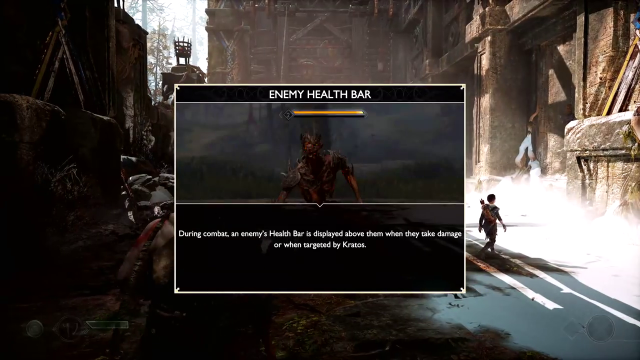 ENEMY HEALTH BAR
During combat, an enemy's Health Bar is displayed above them when they take damage
or when targeted by Kratos.